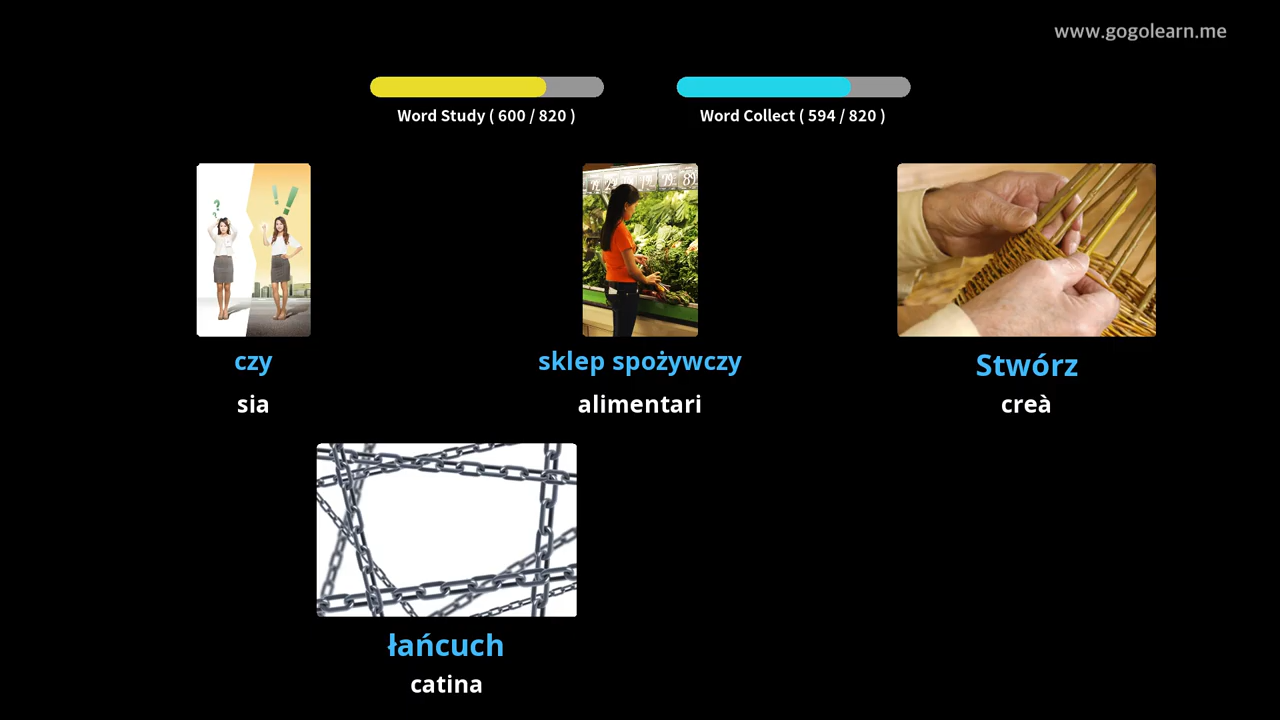 www.gogolearn.me
Word Study ( 600 / 820 )
Word Collect ( 594 / 820 )
czy
sia
sklep spożywczy
alimentari
Stwórz
creà
łańcuch
catina